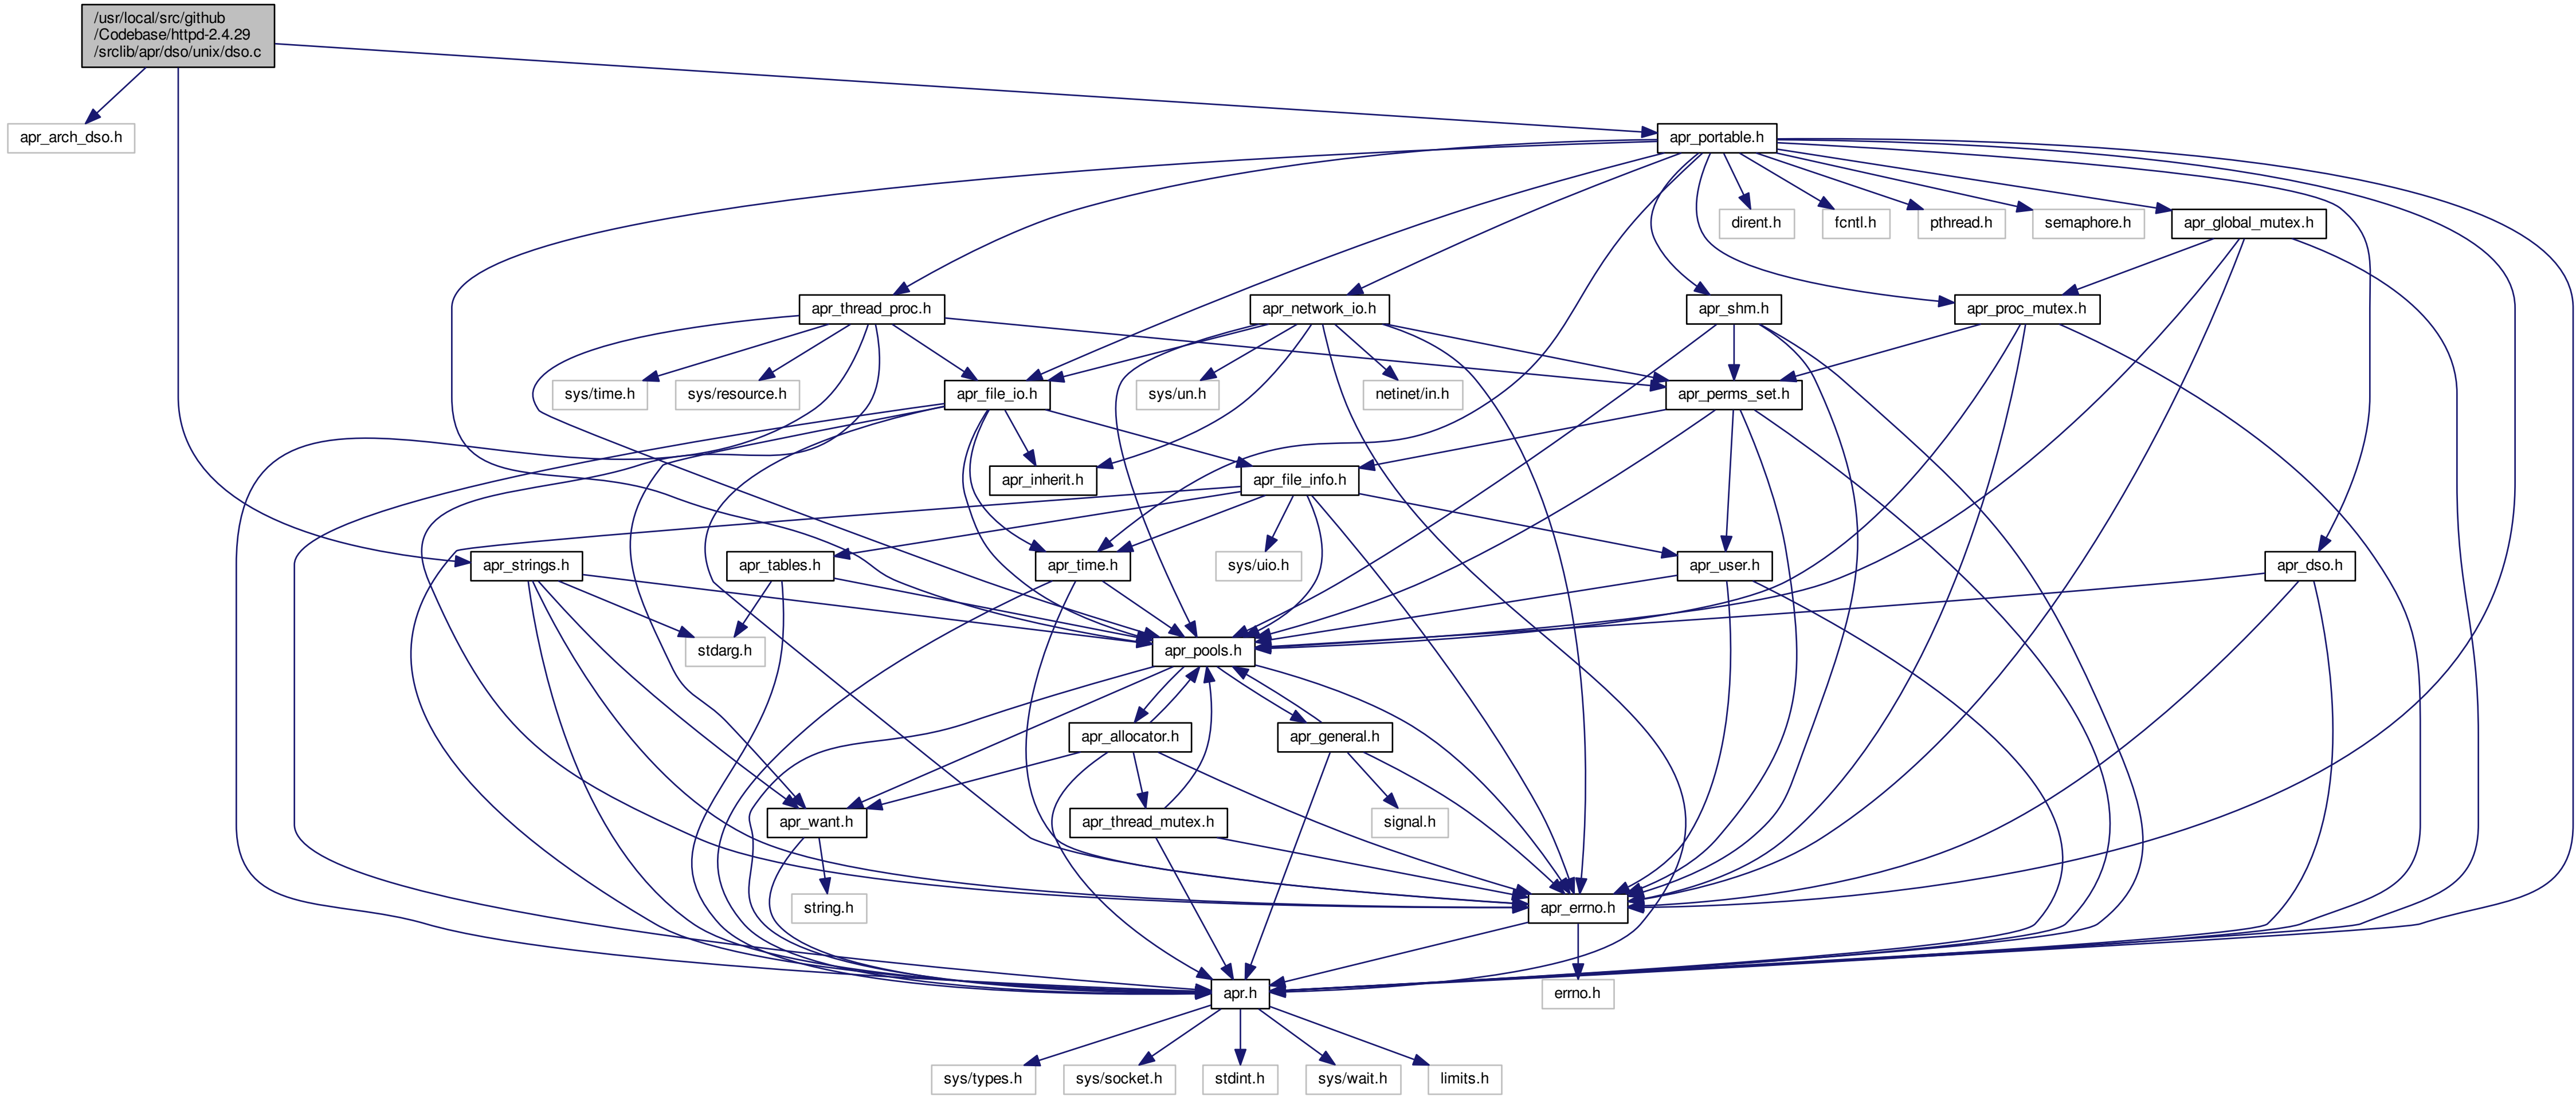 /usr/local/src/github
/Codebase/httpd-2.4.29
/srclib/apr/dso/unix/dso.c
apr_arch_dso.h
apr_portable.h
dirent.h
fcntl.h
pthread.h
semaphore.h
apr_global_mutex.h
apr_thread_proc.h
apr_network_io.h
apr_shm.h
apr_proc_mutex.h
sys/time.h
sys/resource.h
apr_file_io.h
sys/un.h
netinet/in.h
apr_perms_set.h
apr_inherit.h
apr_file_info.h
apr_strings.h
apr_tables.h
apr_time.h
sys/uio.h
apr_user.h
apr_dso.h
stdarg.h
apr_pools.h
apr_allocator.h
apr_general.h
apr_want.h
apr_thread_mutex.h
signal.h
string.h
apr_errno.h
apr.h
errno.h
sys/types.h
sys/socket.h
stdint.h
sys/wait.h
limits.h